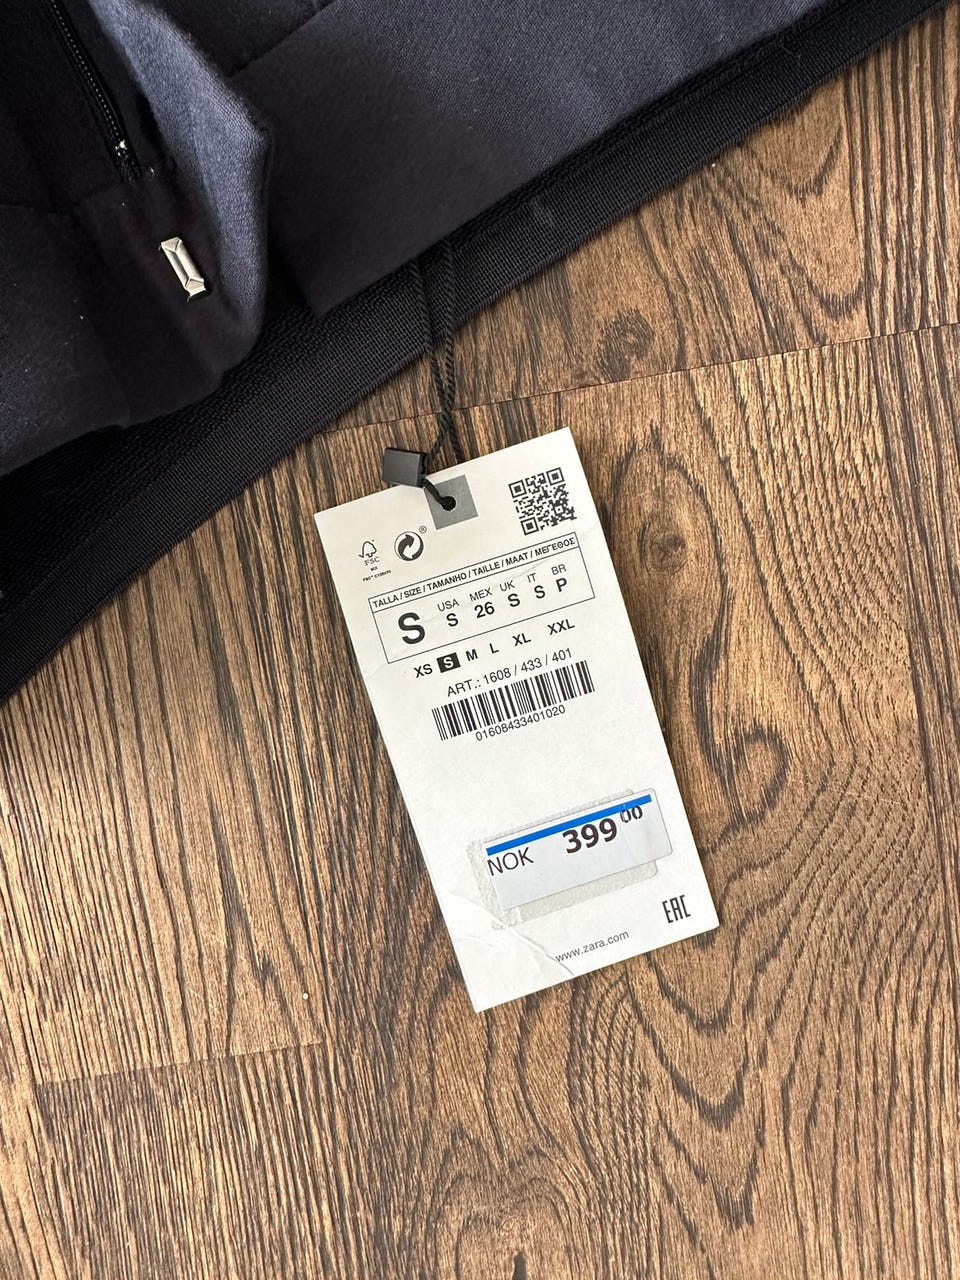 FSC
MIX
TALLA / SIZE / TAMANHO / TAILLE / MAAT / ΜΕΓΕΘΟΣ
S USA S MEX 26 UK S IT S BR P
XS S M L XL XXL
ART.: 1608 / 433 / 401
01608433401020
NOK 399 00
EAC
www.zara.com